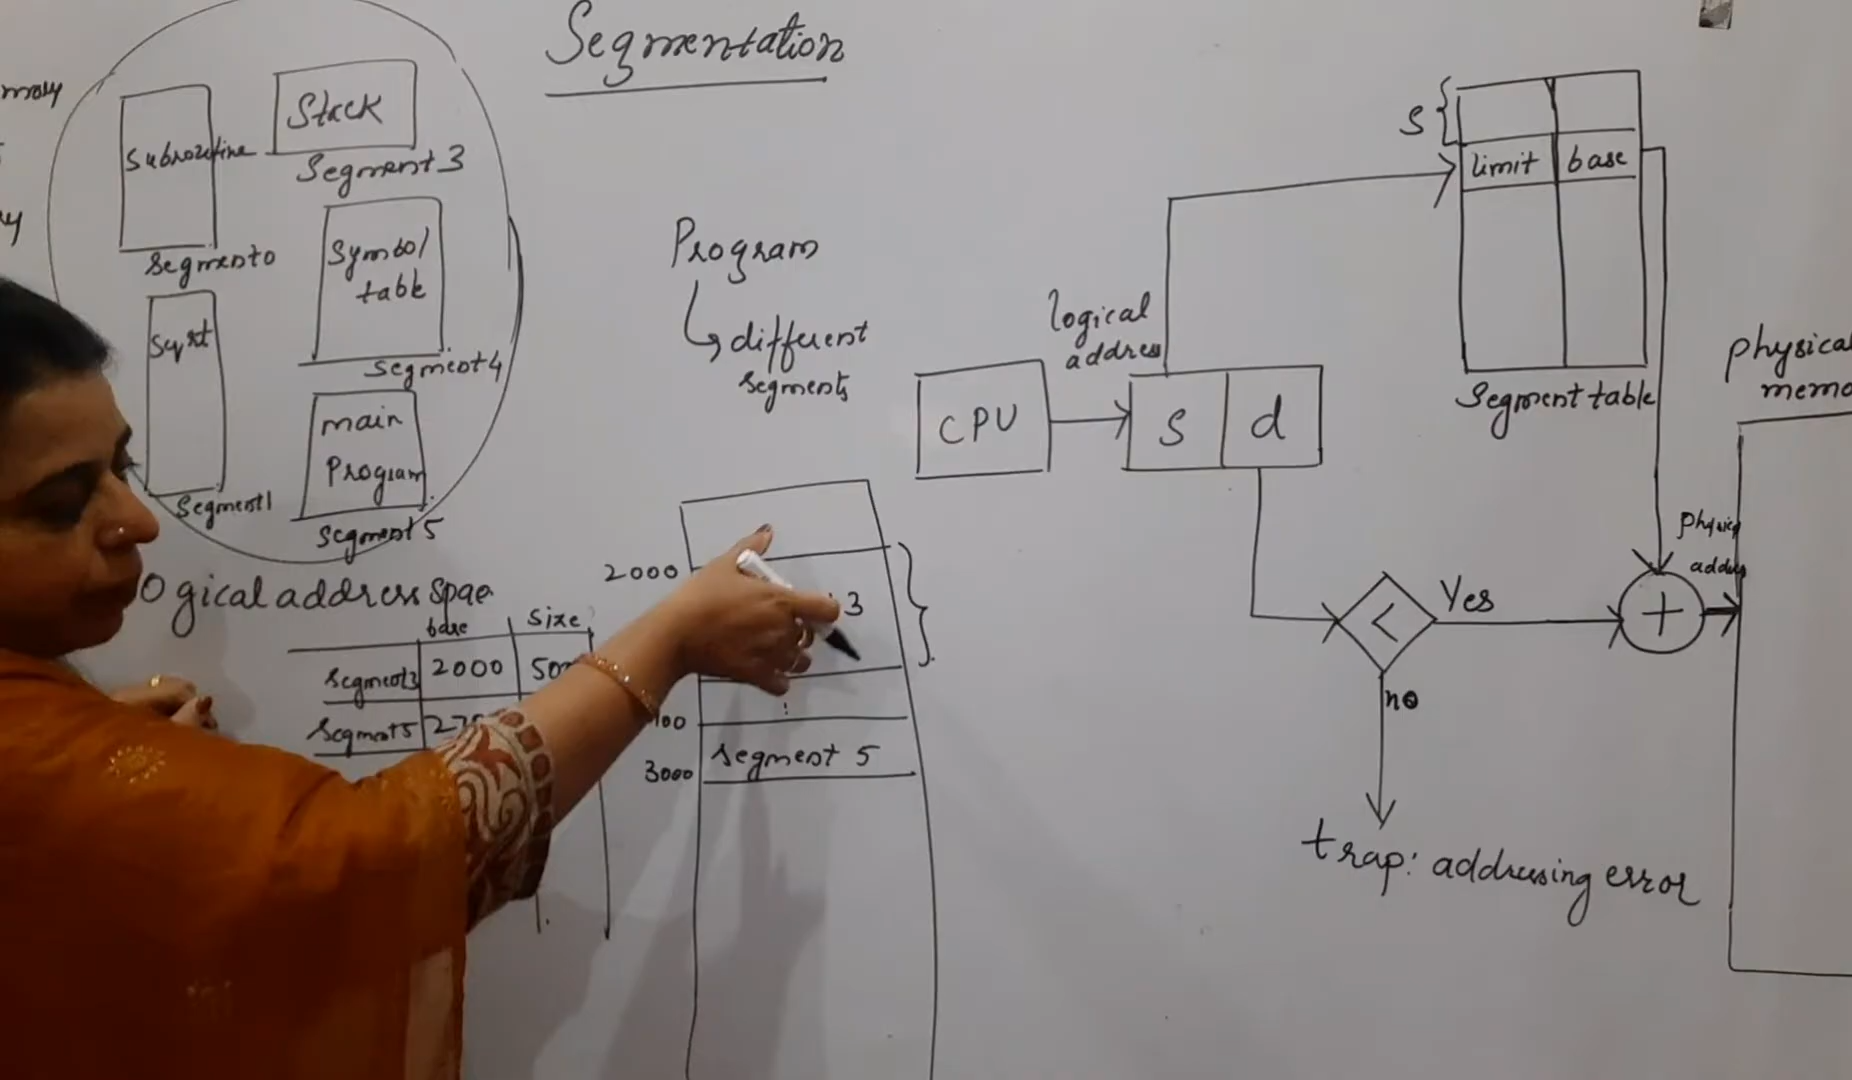 Segmentation
Subroutine
Segment 0
Stack
Segment 3
Symbol
table
Segment 4
Sqrt
Segment 1
main
Program
Segment 5
ogical address spae
base
size
segment 3
2000
segment 5
Program
different
segments
2000
3
segment 5
3000
CPU
logical
address
s
d
S
limit
base
Segment table
<
Yes
no
+
trap: addressing error
physical